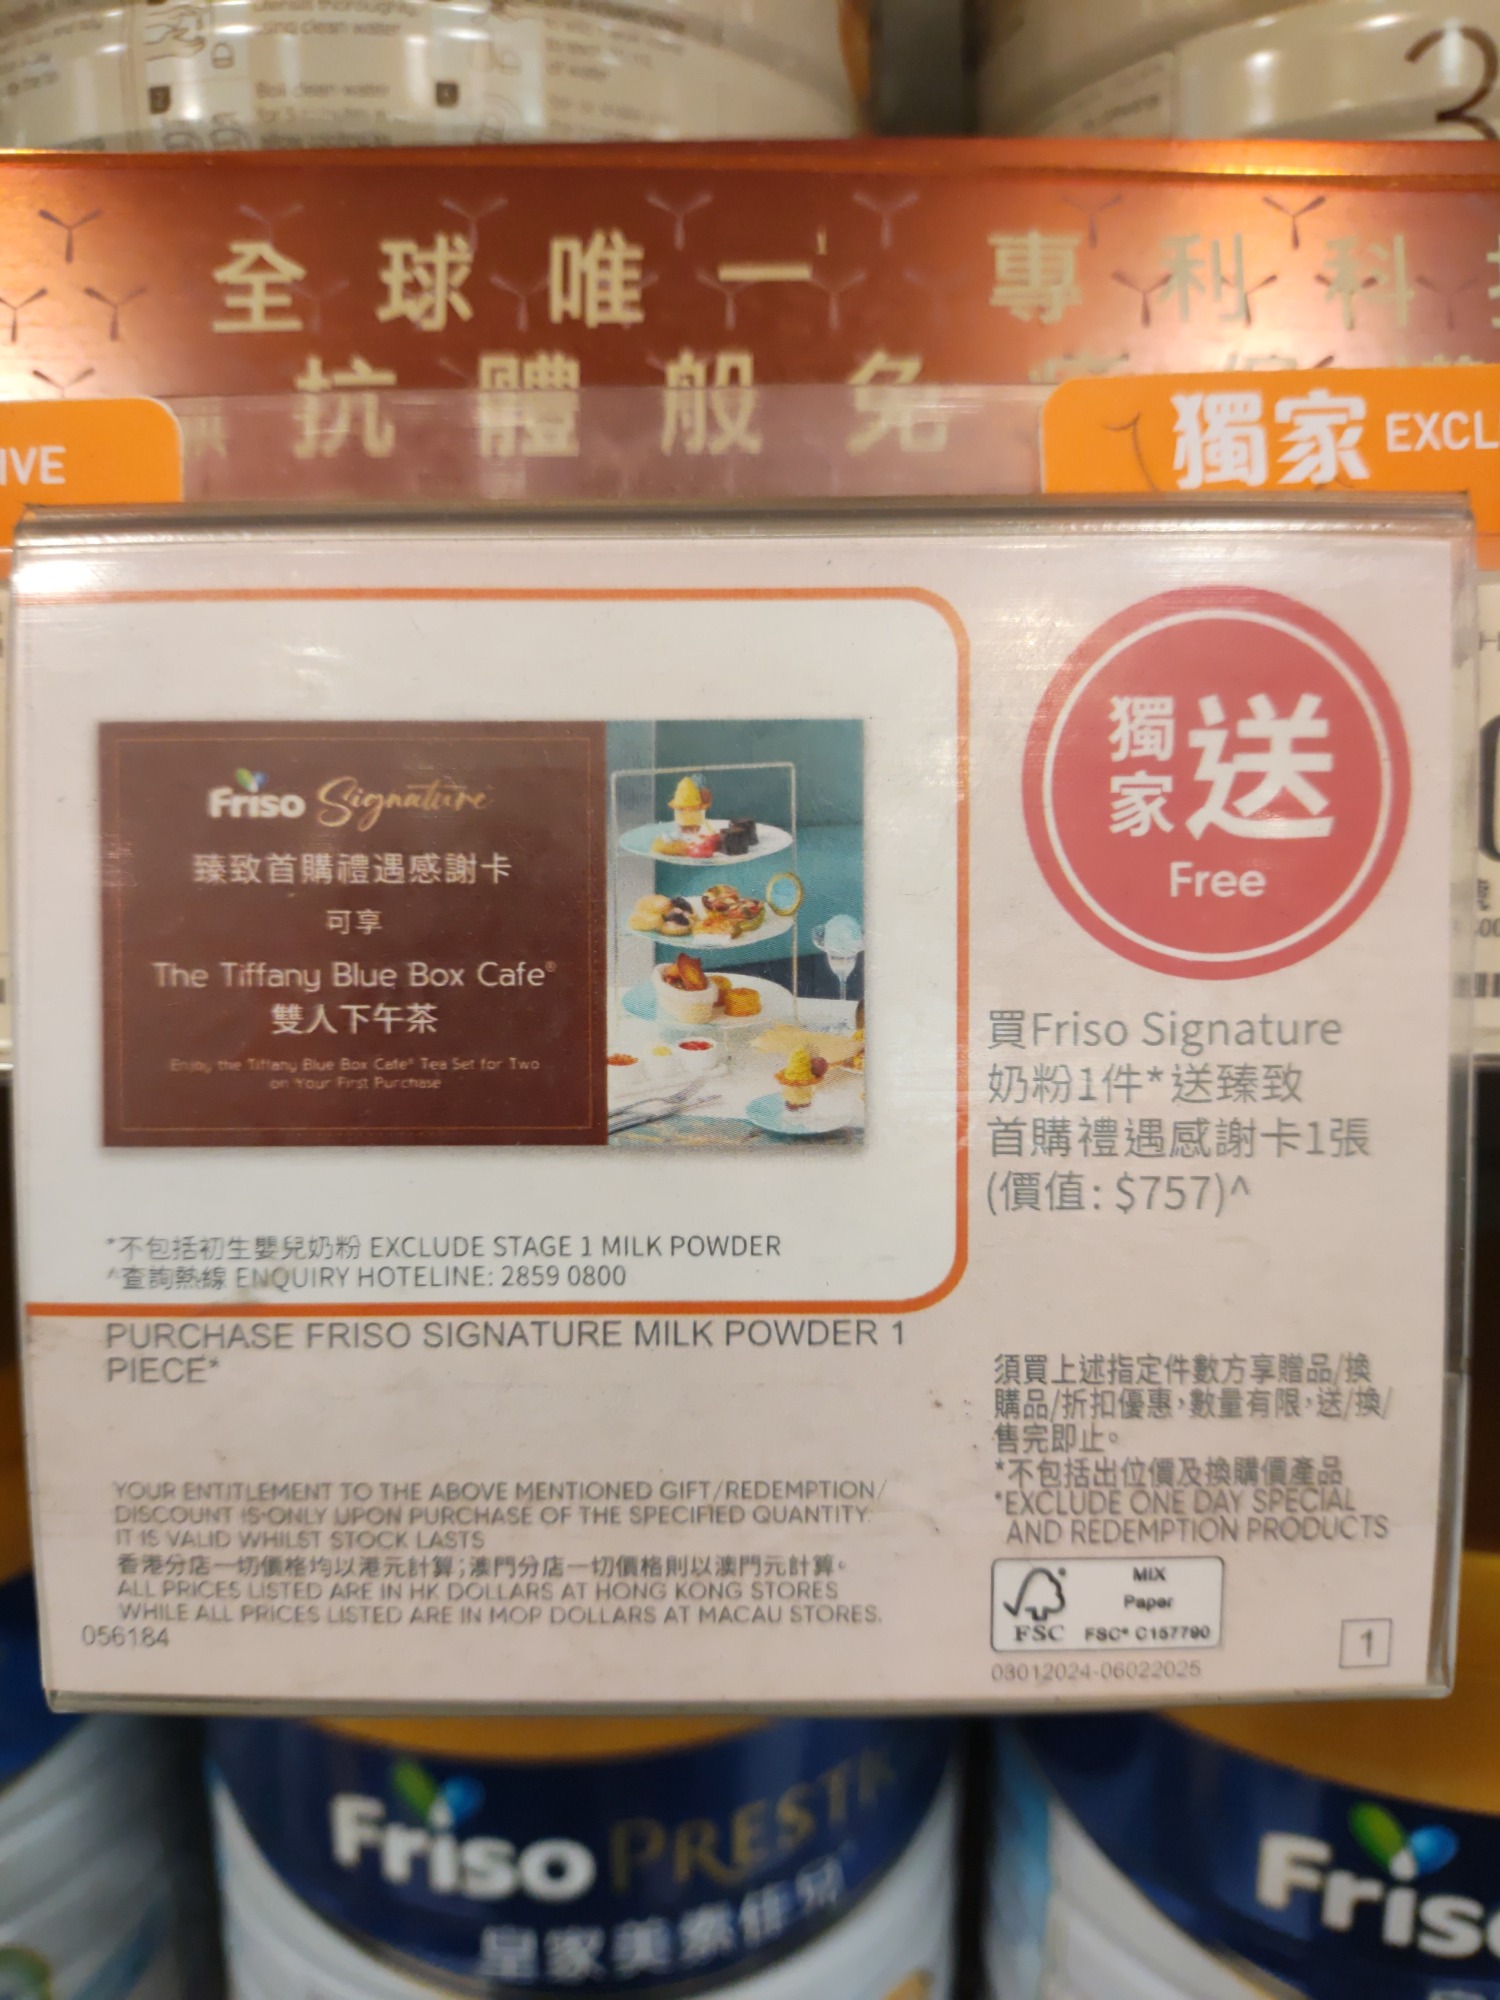 utensil thoroughly
using clean water
Boil clean water
3
全球唯一 專利科
抗體般免
IVE
獨家 EXCL
Friso Signature
臻致首購禮遇感謝卡
可享
The Tiffany Blue Box Cafe®
雙人下午茶
Enjoy the Tiffany Blue Box Cafe® Tea Set for Two
on Your First Purchase
獨家送
Free
買Friso Signature
奶粉1件*送臻致
首購禮遇感謝卡1張
(價值: $757)^
*不包括初生嬰兒奶粉 EXCLUDE STAGE 1 MILK POWDER
^查詢熱線 ENQUIRY HOTELINE: 2859 0800
PURCHASE FRISO SIGNATURE MILK POWDER 1
PIECE*
須買上述指定件數方享贈品/換
購品/折扣優惠，數量有限，送/換/
售完即止。
*不包括出位價及換購價產品
*EXCLUDE ONE DAY SPECIAL
AND REDEMPTION PRODUCTS
YOUR ENTITLEMENT TO THE ABOVE MENTIONED GIFT/REDEMPTION/
DISCOUNT IS ONLY UPON PURCHASE OF THE SPECIFIED QUANTITY.
IT IS VALID WHILST STOCK LASTS
香港分店一切價格均以港元計算；澳門分店一切價格則以澳門元計算。
ALL PRICES LISTED ARE IN HK DOLLARS AT HONG KONG STORES
WHILE ALL PRICES LISTED ARE IN MOP DOLLARS AT MACAU STORES.
056184
FSC
MIX
Paper
FSC® C157790
03012024-06022025
1
Friso PREST
皇家美素佳兒
Fris